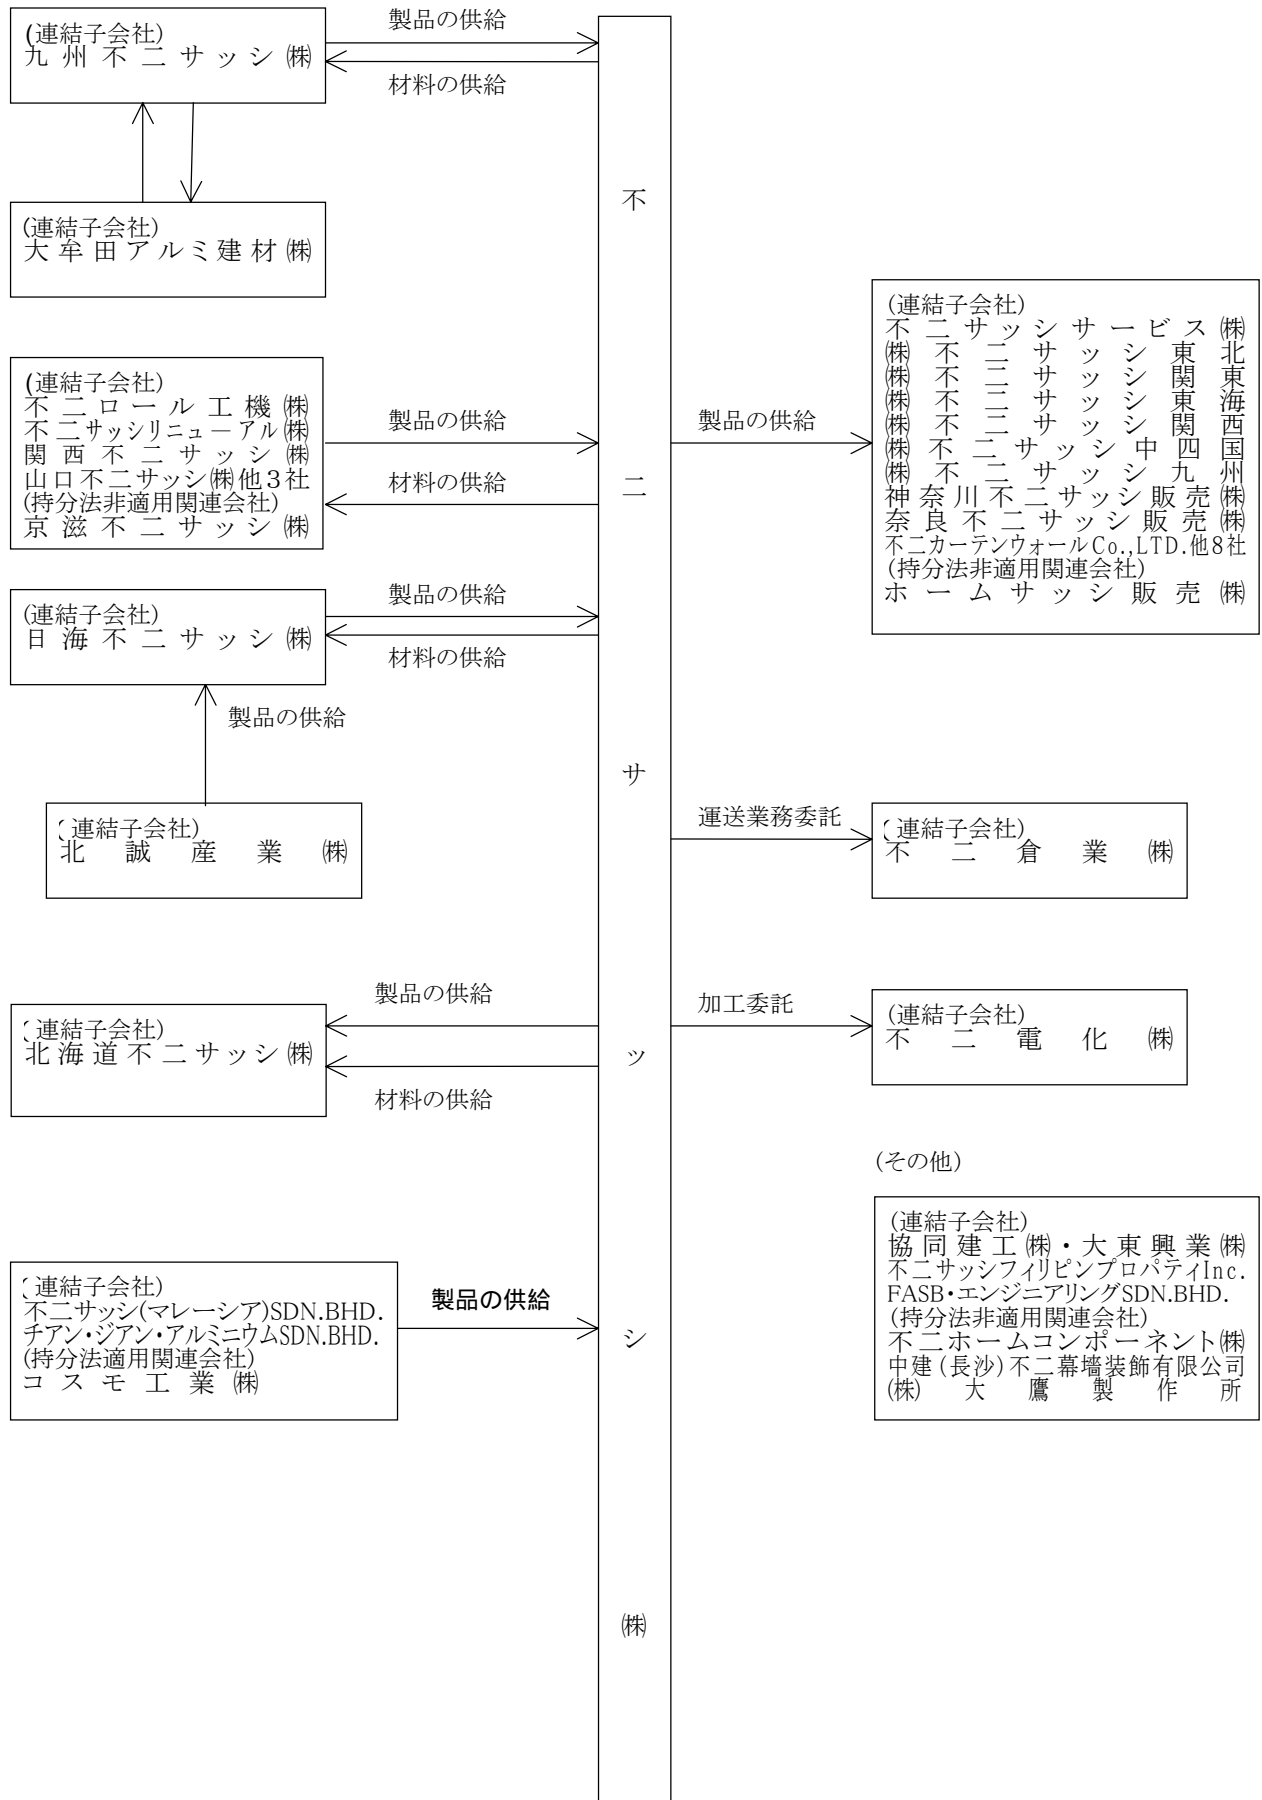 (連結子会社)
九州不二サッシ㈱
製品の供給
材料の供給
(連結子会社)
大牟田アルミ建材㈱
(連結子会社)
不二ロール工機㈱
不二サッシリニューアル㈱
関西不二サッシ㈱
山口不二サッシ㈱他3社
(持分法非適用関連会社)
京滋不二サッシ㈱
製品の供給
材料の供給
(連結子会社)
日海不二サッシ㈱
製品の供給
材料の供給
製品の供給
(連結子会社)
北誠産業㈱
(連結子会社)
北海道不二サッシ㈱
製品の供給
材料の供給
(連結子会社)
不二サッシ(マレーシア)SDN.BHD.
チアン・ジアン・アルミニウムSDN.BHD.
(持分法適用関連会社)
コスモ工業㈱
製品の供給
不二サッシ㈱
製品の供給
(連結子会社)
不二サッシサービス㈱
㈱不二サッシ東北
㈱不二サッシ関東
㈱不二サッシ東海
㈱不二サッシ関西
㈱不二サッシ中四国
㈱不二サッシ九州
神奈川不二サッシ販売㈱
奈良不二サッシ販売㈱
不二カーテンウォールCo.,LTD.他8社
(持分法非適用関連会社)
ホームサッシ販売㈱
運送業務委託
(連結子会社)
不二倉業㈱
加工委託
(連結子会社)
不二電化㈱
(その他)
(連結子会社)
協同建工㈱・大東興業㈱
不二サッシフィリピンプロパティInc.
FASB・エンジニアリングSDN.BHD.
(持分法非適用関連会社)
不二ホームコンポーネント㈱
中建(長沙)不二幕墻装飾有限公司
(株)大鷹製作所